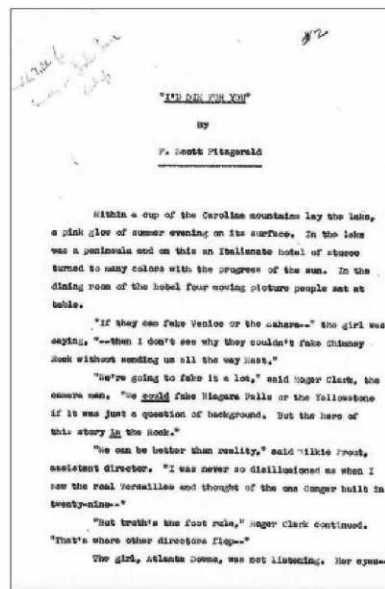 #2
"I'D DIE FOR YOU"
By
F. Scott Fitzgerald
Within a cup of the Carolina mountains lay the lake,
a pink glow of summer evening on its surface. In the lake
was a peninsula and on this an Italianate hotel of stucco
turned to many colors with the progress of the sun. In the
dining room of the hotel four moving picture people sat at
table.
"If they can fake Venice or the Sahara--" the girl was
saying, "--then I don't see why they couldn't fake Chimney
Rock without sending us all the way East."
"We're going to fake it a lot," said Roger Clark, the
camera man. "We could fake Niagara Falls or the Yellowstone
if it was just a question of background. But the hero of
this story is the Rock."
"We can be better than reality," said Wilkie Prout,
assistant director. "I was never so disillusioned as when I
saw the real Versailles and thought of the one Conger built in
twenty-nine--"
"But truth's the foot rule," Roger Clark continued.
"That's where other directors flop--"
The girl, Atlanta Downs, was not listening. Her eyes--